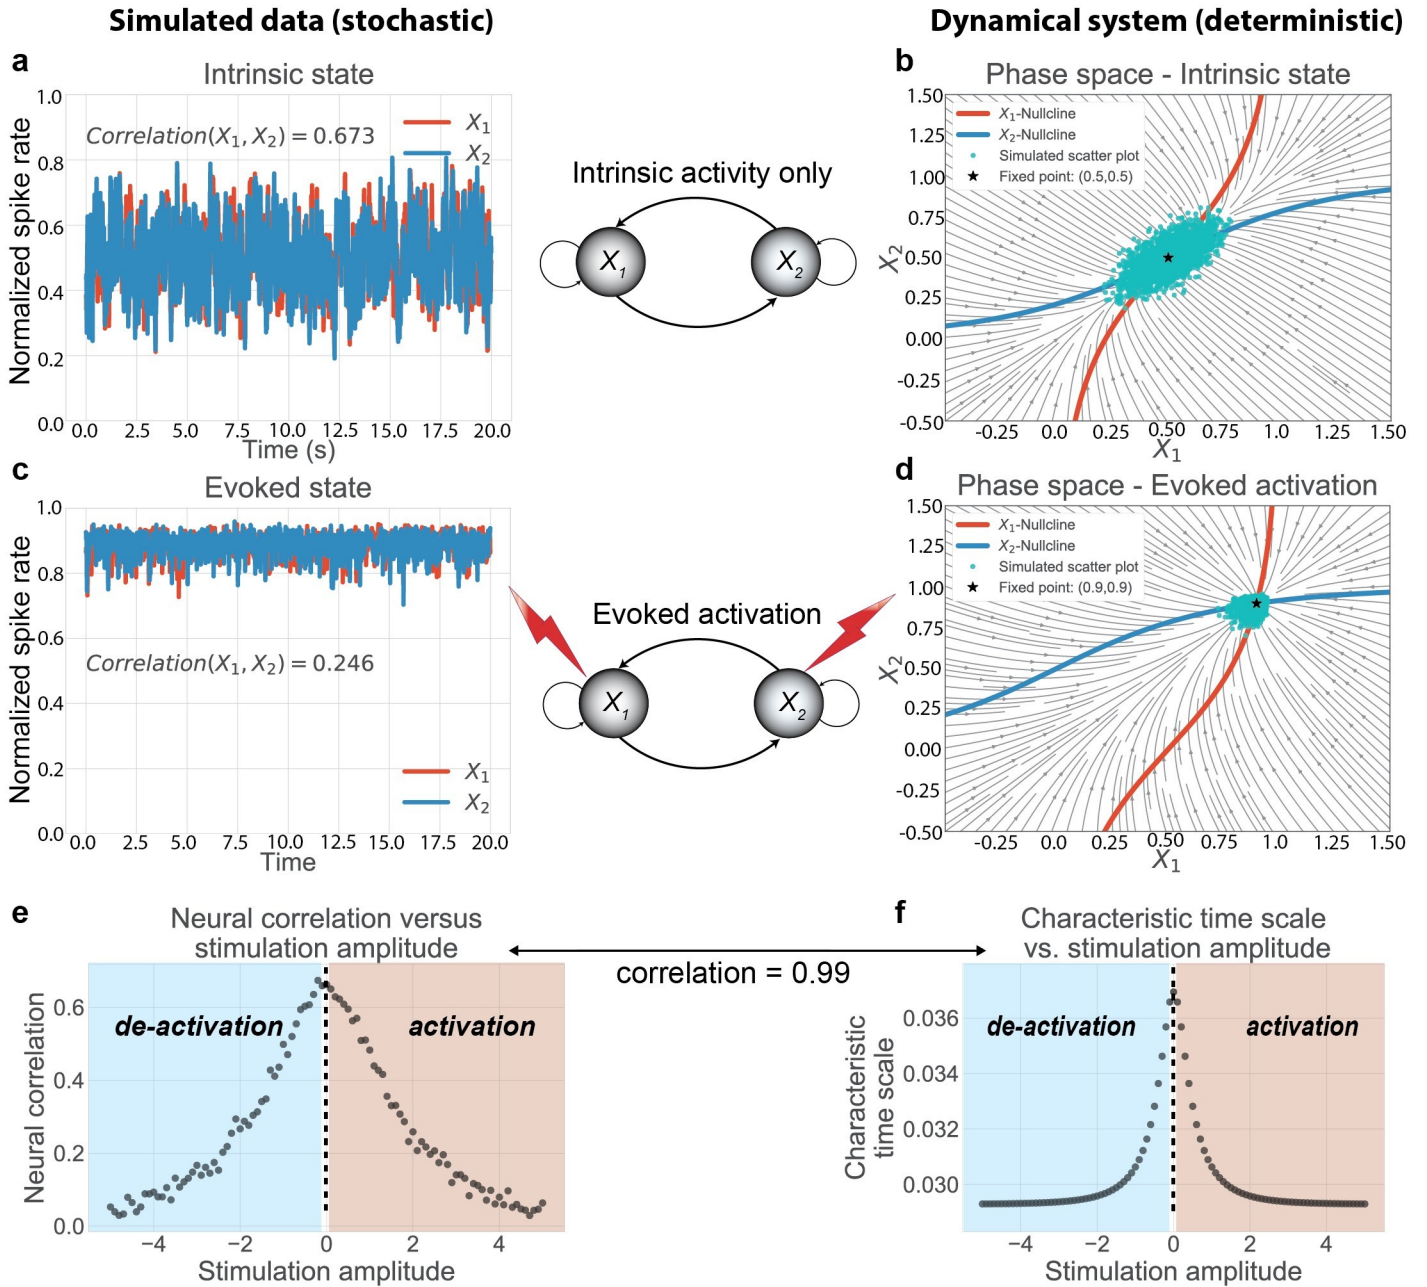 Simulated data (stochastic)
Dynamical system (deterministic)
a
Intrinsic state
Correlation(X1, X2) = 0.673
X1
X2
Normalized spike rate
1.0
0.8
0.6
0.4
0.2
0.0
0.0 2.5 5.0 7.5 10.0 12.5 15.0 17.5 20.0
Time (s)
Intrinsic activity only
X1
X2
b
Phase space - Intrinsic state
X1-Nullcline
X2-Nullcline
Simulated scatter plot
Fixed point: (0.5,0.5)
X2
1.50
1.25
1.00
0.75
0.50
0.25
0.00
-0.25
-0.50
-0.25 0.0 0.25 0.50 0.75 1.0 1.25 1.50
X1
c
Evoked state
Correlation(X1, X2) = 0.246
X1
X2
Normalized spike rate
1.0
0.8
0.6
0.4
0.2
0.0
0.0 2.5 5.0 7.5 10.0 12.5 15.0 17.5 20.0
Time
Evoked activation
X1
X2
d
Phase space - Evoked activation
X1-Nullcline
X2-Nullcline
Simulated scatter plot
Fixed point: (0.9,0.9)
X2
1.50
1.25
1.00
0.75
0.50
0.25
0.00
-0.25
-0.50
-0.25 0.0 0.25 0.50 0.75 1.0 1.25 1.50
X1
e
Neural correlation versus
stimulation amplitude
de-activation
activation
Neural correlation
0.6
0.4
0.2
0.0
−4 −2 0 2 4
Stimulation amplitude
correlation = 0.99
f
Characteristic time scale
vs. stimulation amplitude
de-activation
activation
Characteristic
time scale
0.036
0.034
0.032
0.030
−4 −2 0 2 4
Stimulation amplitude